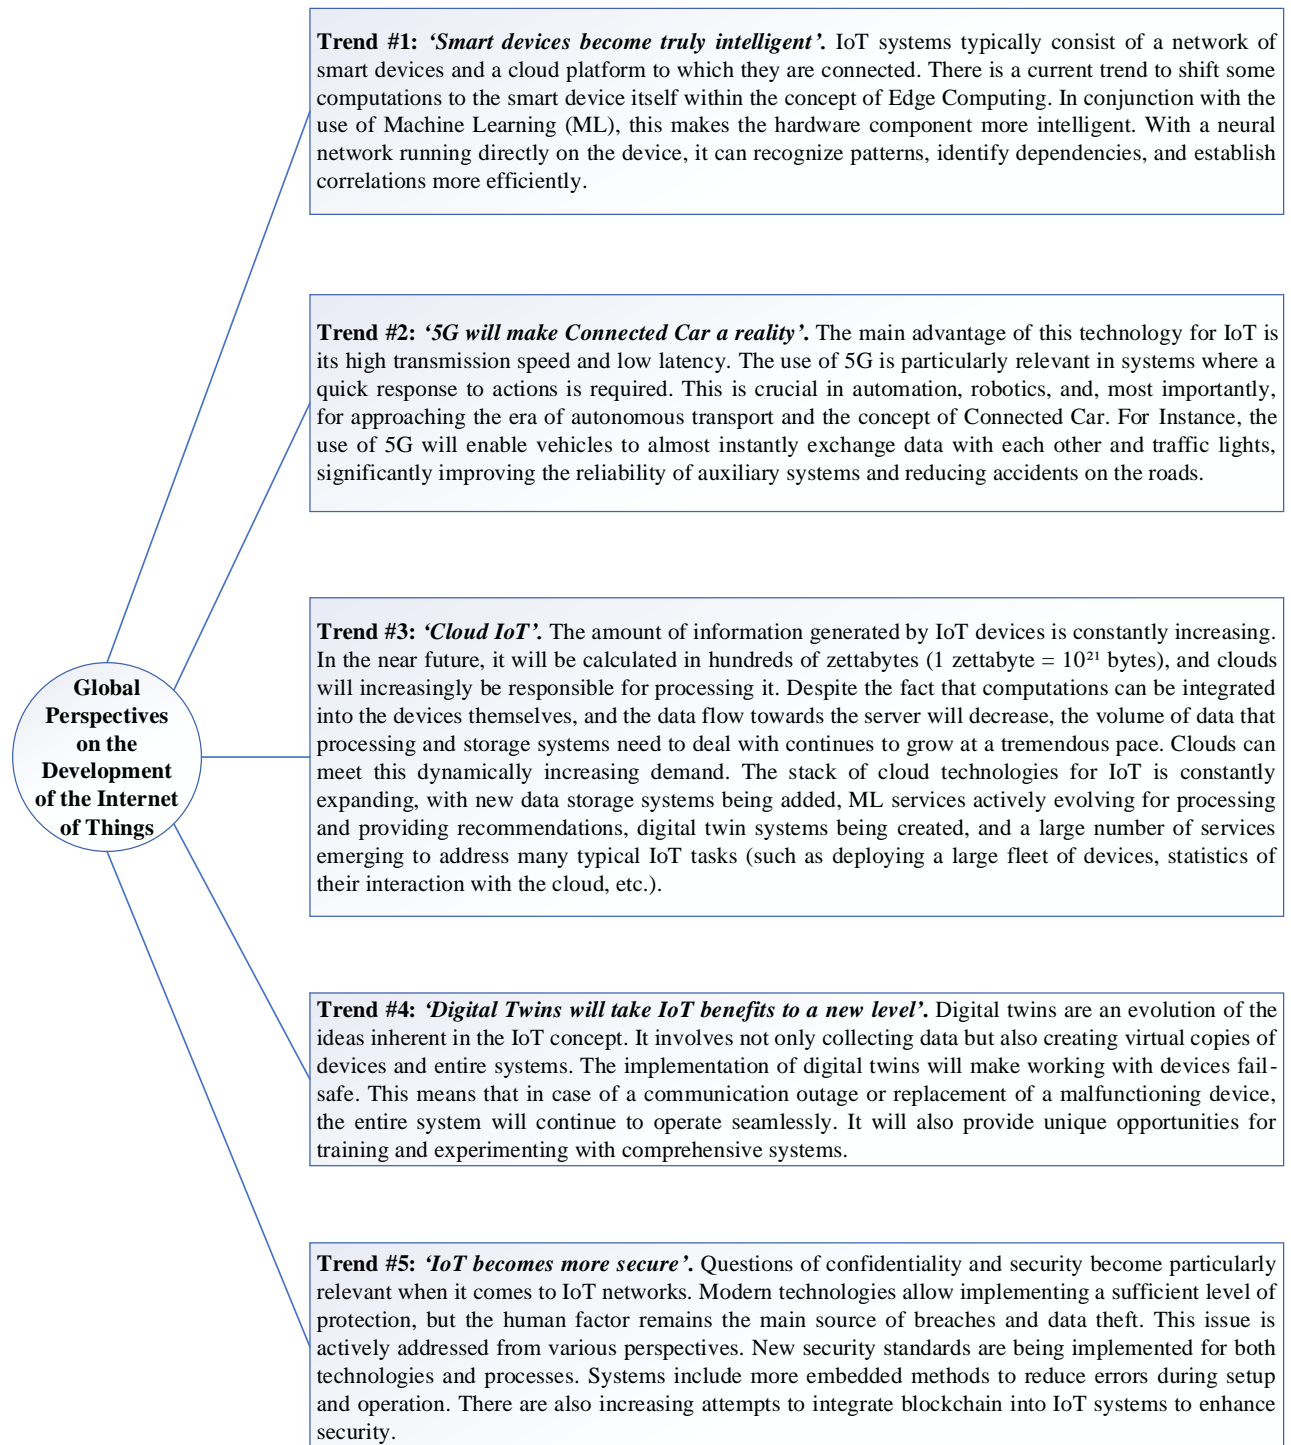 Trend #1: ‘Smart devices become truly intelligent’. IoT systems typically consist of a network of
smart devices and a cloud platform to which they are connected. There is a current trend to shift some
computations to the smart device itself within the concept of Edge Computing. In conjunction with the
use of Machine Learning (ML), this makes the hardware component more intelligent. With a neural
network running directly on the device, it can recognize patterns, identify dependencies, and establish
correlations more efficiently.
Trend #2: ‘5G will make Connected Car a reality’. The main advantage of this technology for IoT is
its high transmission speed and low latency. The use of 5G is particularly relevant in systems where a
quick response to actions is required. This is crucial in automation, robotics, and, most importantly,
for approaching the era of autonomous transport and the concept of Connected Car. For Instance, the
use of 5G will enable vehicles to almost instantly exchange data with each other and traffic lights,
significantly improving the reliability of auxiliary systems and reducing accidents on the roads.
Global
Perspectives
on the
Development
of the Internet
of Things
Trend #3: ‘Cloud IoT’. The amount of information generated by IoT devices is constantly increasing.
In the near future, it will be calculated in hundreds of zettabytes (1 zettabyte = 10²¹ bytes), and clouds
will increasingly be responsible for processing it. Despite the fact that computations can be integrated
into the devices themselves, and the data flow towards the server will decrease, the volume of data that
processing and storage systems need to deal with continues to grow at a tremendous pace. Clouds can
meet this dynamically increasing demand. The stack of cloud technologies for IoT is constantly
expanding, with new data storage systems being added, ML services actively evolving for processing
and providing recommendations, digital twin systems being created, and a large number of services
emerging to address many typical IoT tasks (such as deploying a large fleet of devices, statistics of
their interaction with the cloud, etc.).
Trend #4: ‘Digital Twins will take IoT benefits to a new level’. Digital twins are an evolution of the
ideas inherent in the IoT concept. It involves not only collecting data but also creating virtual copies of
devices and entire systems. The implementation of digital twins will make working with devices fail-
safe. This means that in case of a communication outage or replacement of a malfunctioning device,
the entire system will continue to operate seamlessly. It will also provide unique opportunities for
training and experimenting with comprehensive systems.
Trend #5: ‘IoT becomes more secure’. Questions of confidentiality and security become particularly
relevant when it comes to IoT networks. Modern technologies allow implementing a sufficient level of
protection, but the human factor remains the main source of breaches and data theft. This issue is
actively addressed from various perspectives. New security standards are being implemented for both
technologies and processes. Systems include more embedded methods to reduce errors during setup
and operation. There are also increasing attempts to integrate blockchain into IoT systems to enhance
security.